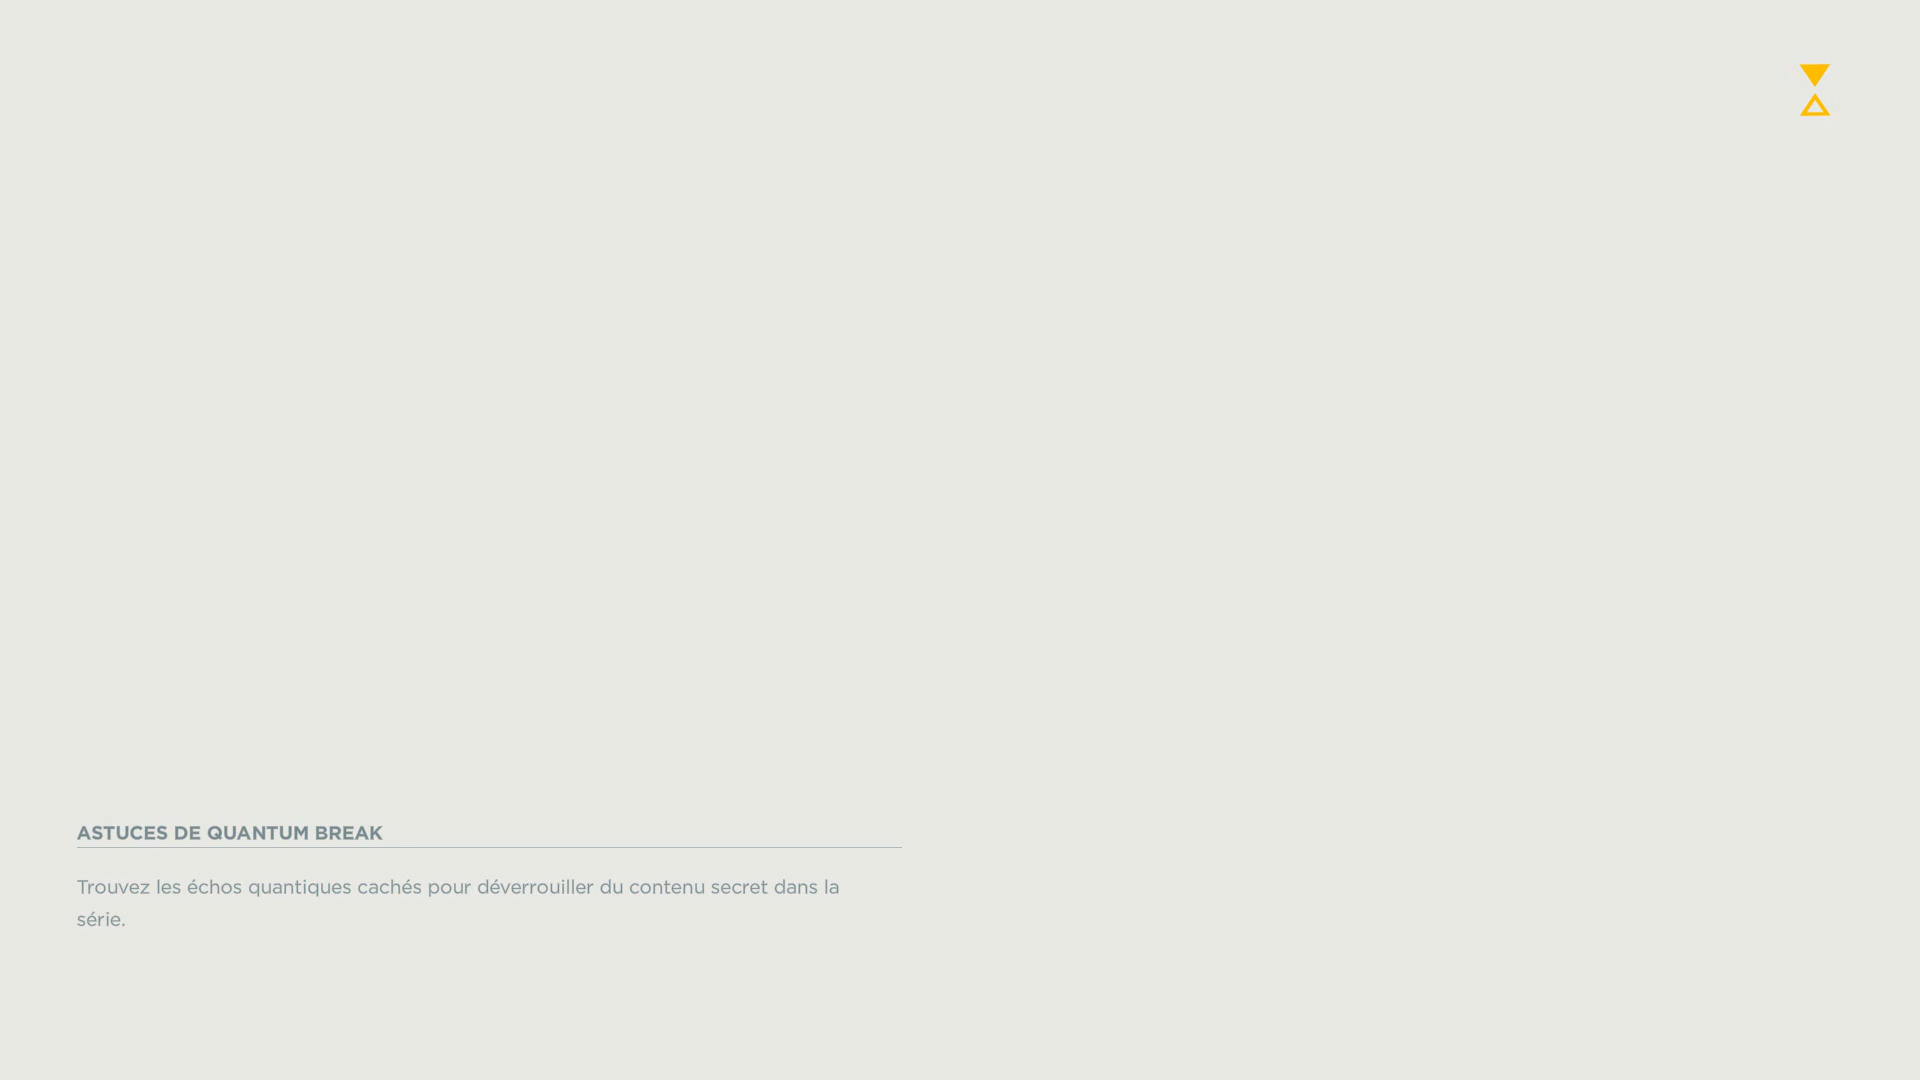 ASTUCES DE QUANTUM BREAK
Trouvez les échos quantiques cachés pour déverrouiller du contenu secret dans la
série.